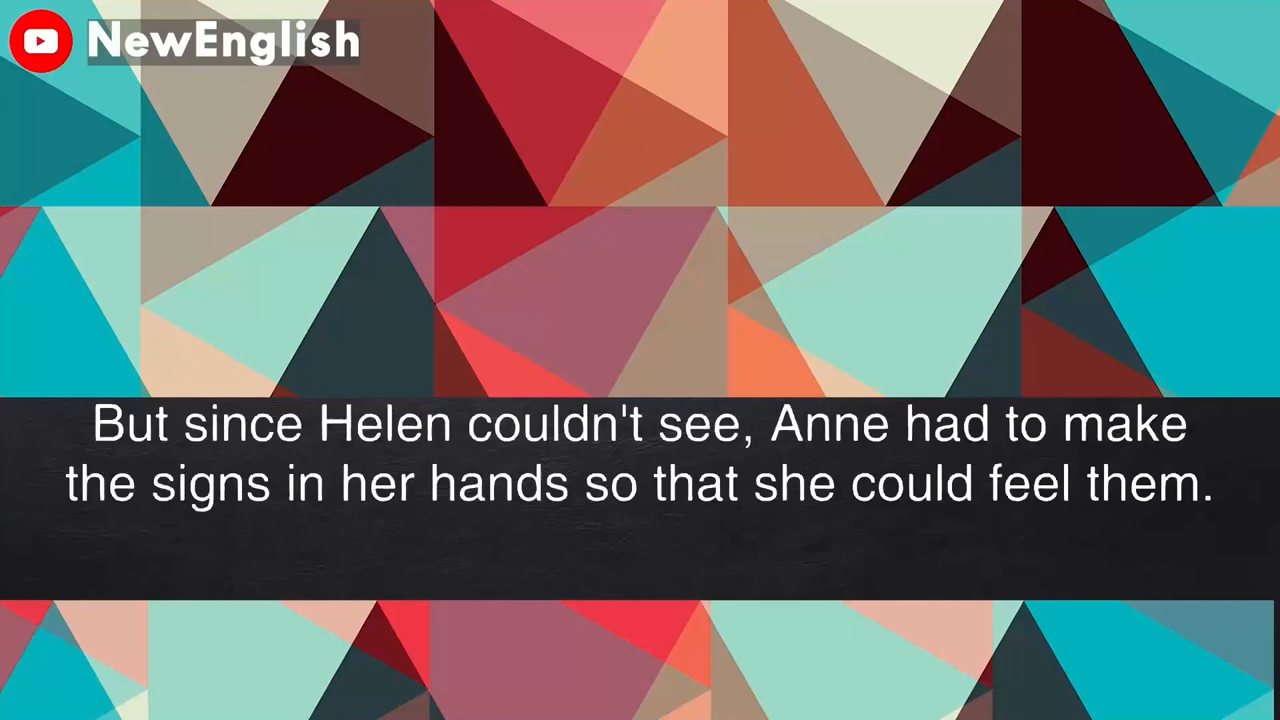 NewEnglish
But since Helen couldn't see, Anne had to make
the signs in her hands so that she could feel them.